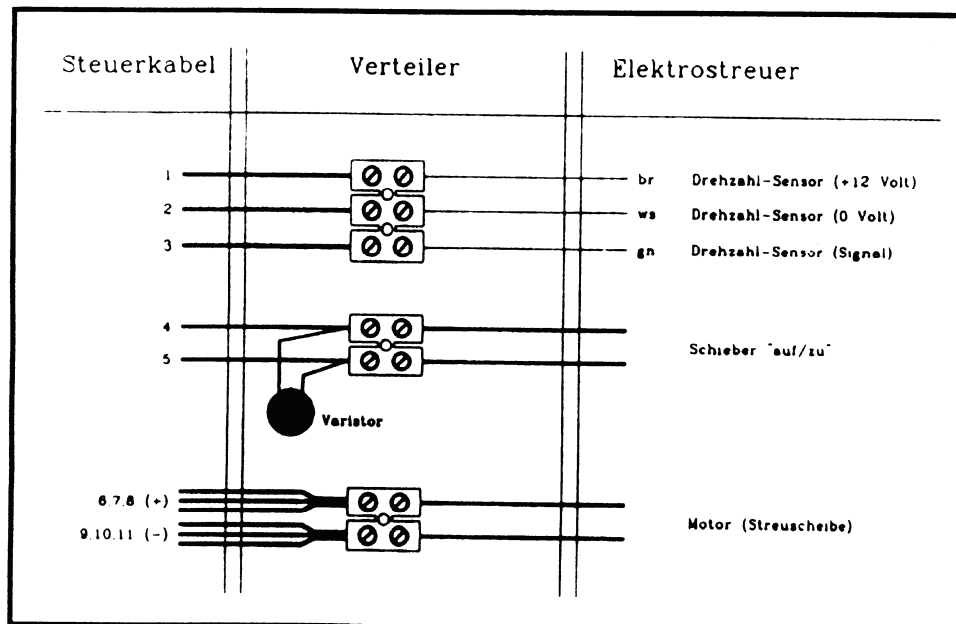 Steuerkabel Verteiler Elektrostreuer
1 br Drehzahl-Sensor (+12 Volt)
2 ws Drehzahl-Sensor (0 Volt)
3 gn Drehzahl-Sensor (Signal)
4
Schieber "auf/zu"
5
Varistor
6.7.8 (+)
Motor (Streuscheibe)
9.10.11 (-)